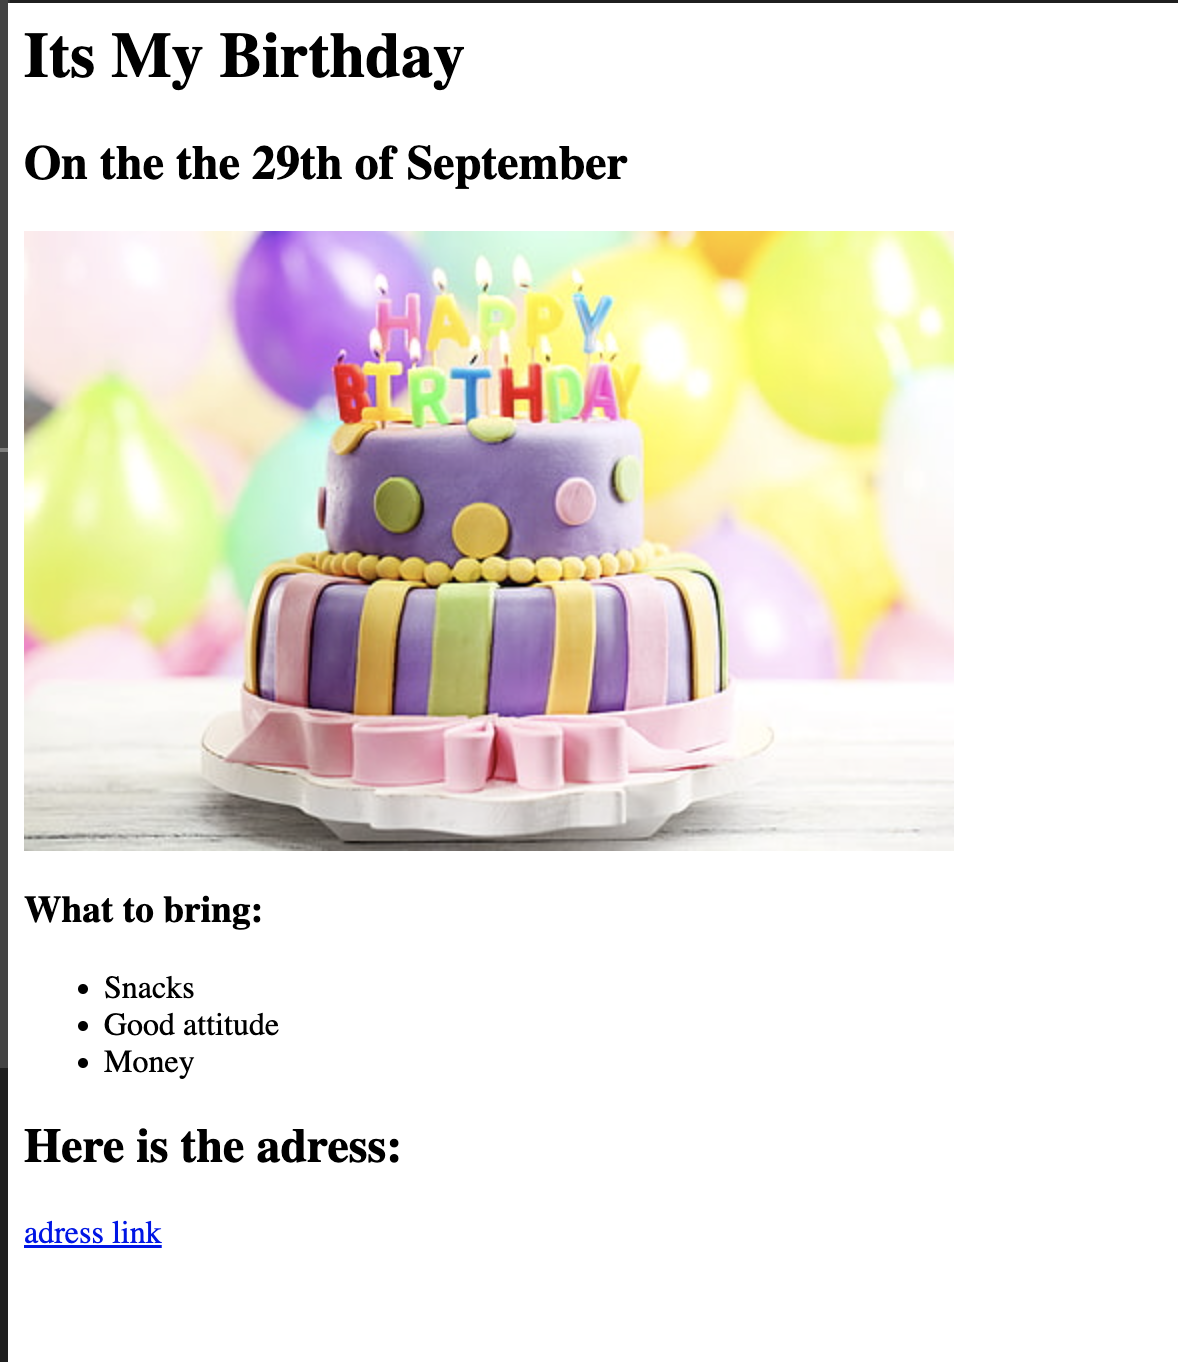 Its My Birthday
On the the 29th of September
HAPPY
BIRTHDAY
What to bring:
Snacks
Good attitude
Money
Here is the adress:
adress link